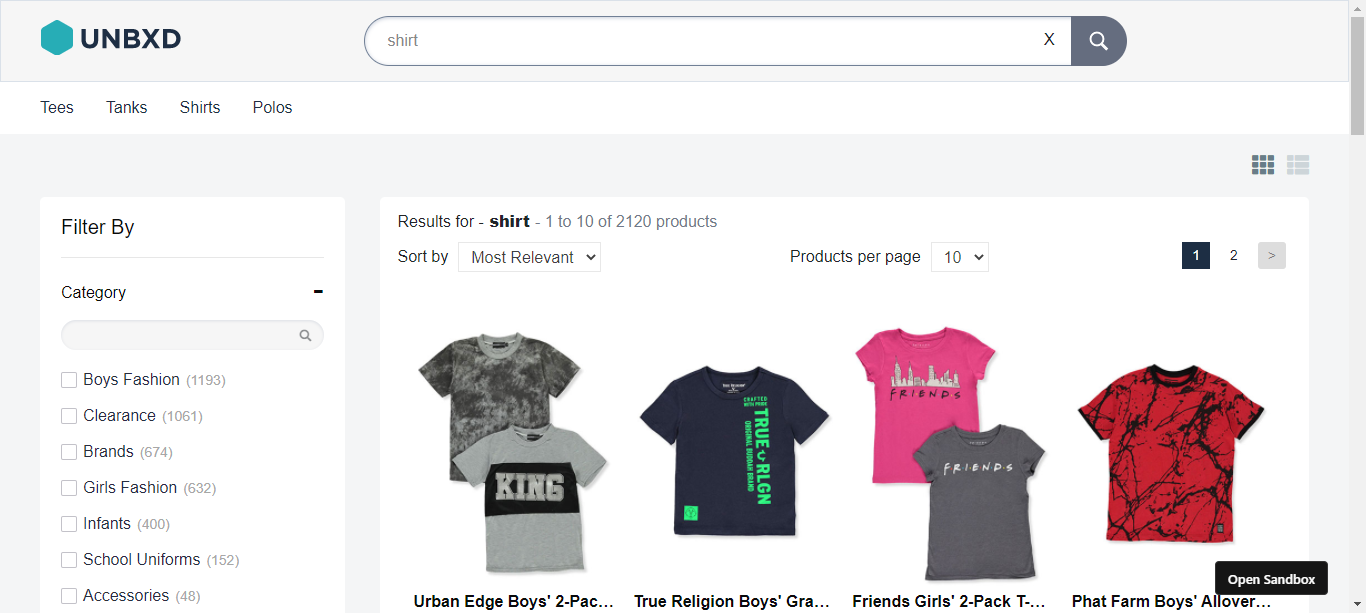 UNBXD
shirt X
Tees Tanks Shirts Polos
Filter By
Category
Boys Fashion (1193)
Clearance (1061)
Brands (674)
Girls Fashion (632)
Infants (400)
School Uniforms (152)
Accessories (48)
Results for - shirt - 1 to 10 of 2120 products
Sort by Most Relevant Products per page 10 1 2 >
KING
CRAFTED
WITH PRIDE
TRUE RLGN
ORIGINAL BUDDAH BRAND
FRIENDS
FRIENDS
Urban Edge Boys' 2-Pac...
True Religion Boys' Gra...
Friends Girls' 2-Pack T-...
Phat Farm Boys' Allover...
Open Sandbox